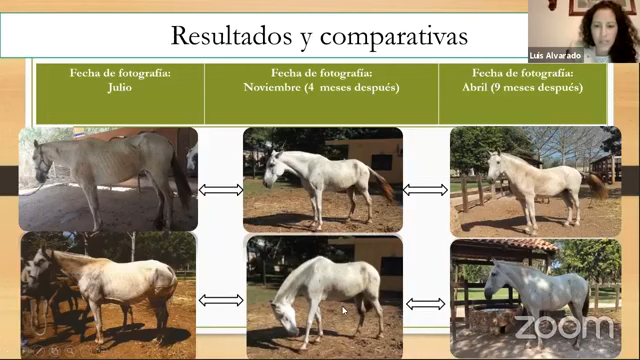 Resultados y comparativas
Luis Alvarado
Fecha de fotografía:
Julio
Fecha de fotografía:
Noviembre (4 meses después)
Fecha de fotografía:
Abril (9 meses después)
zoom